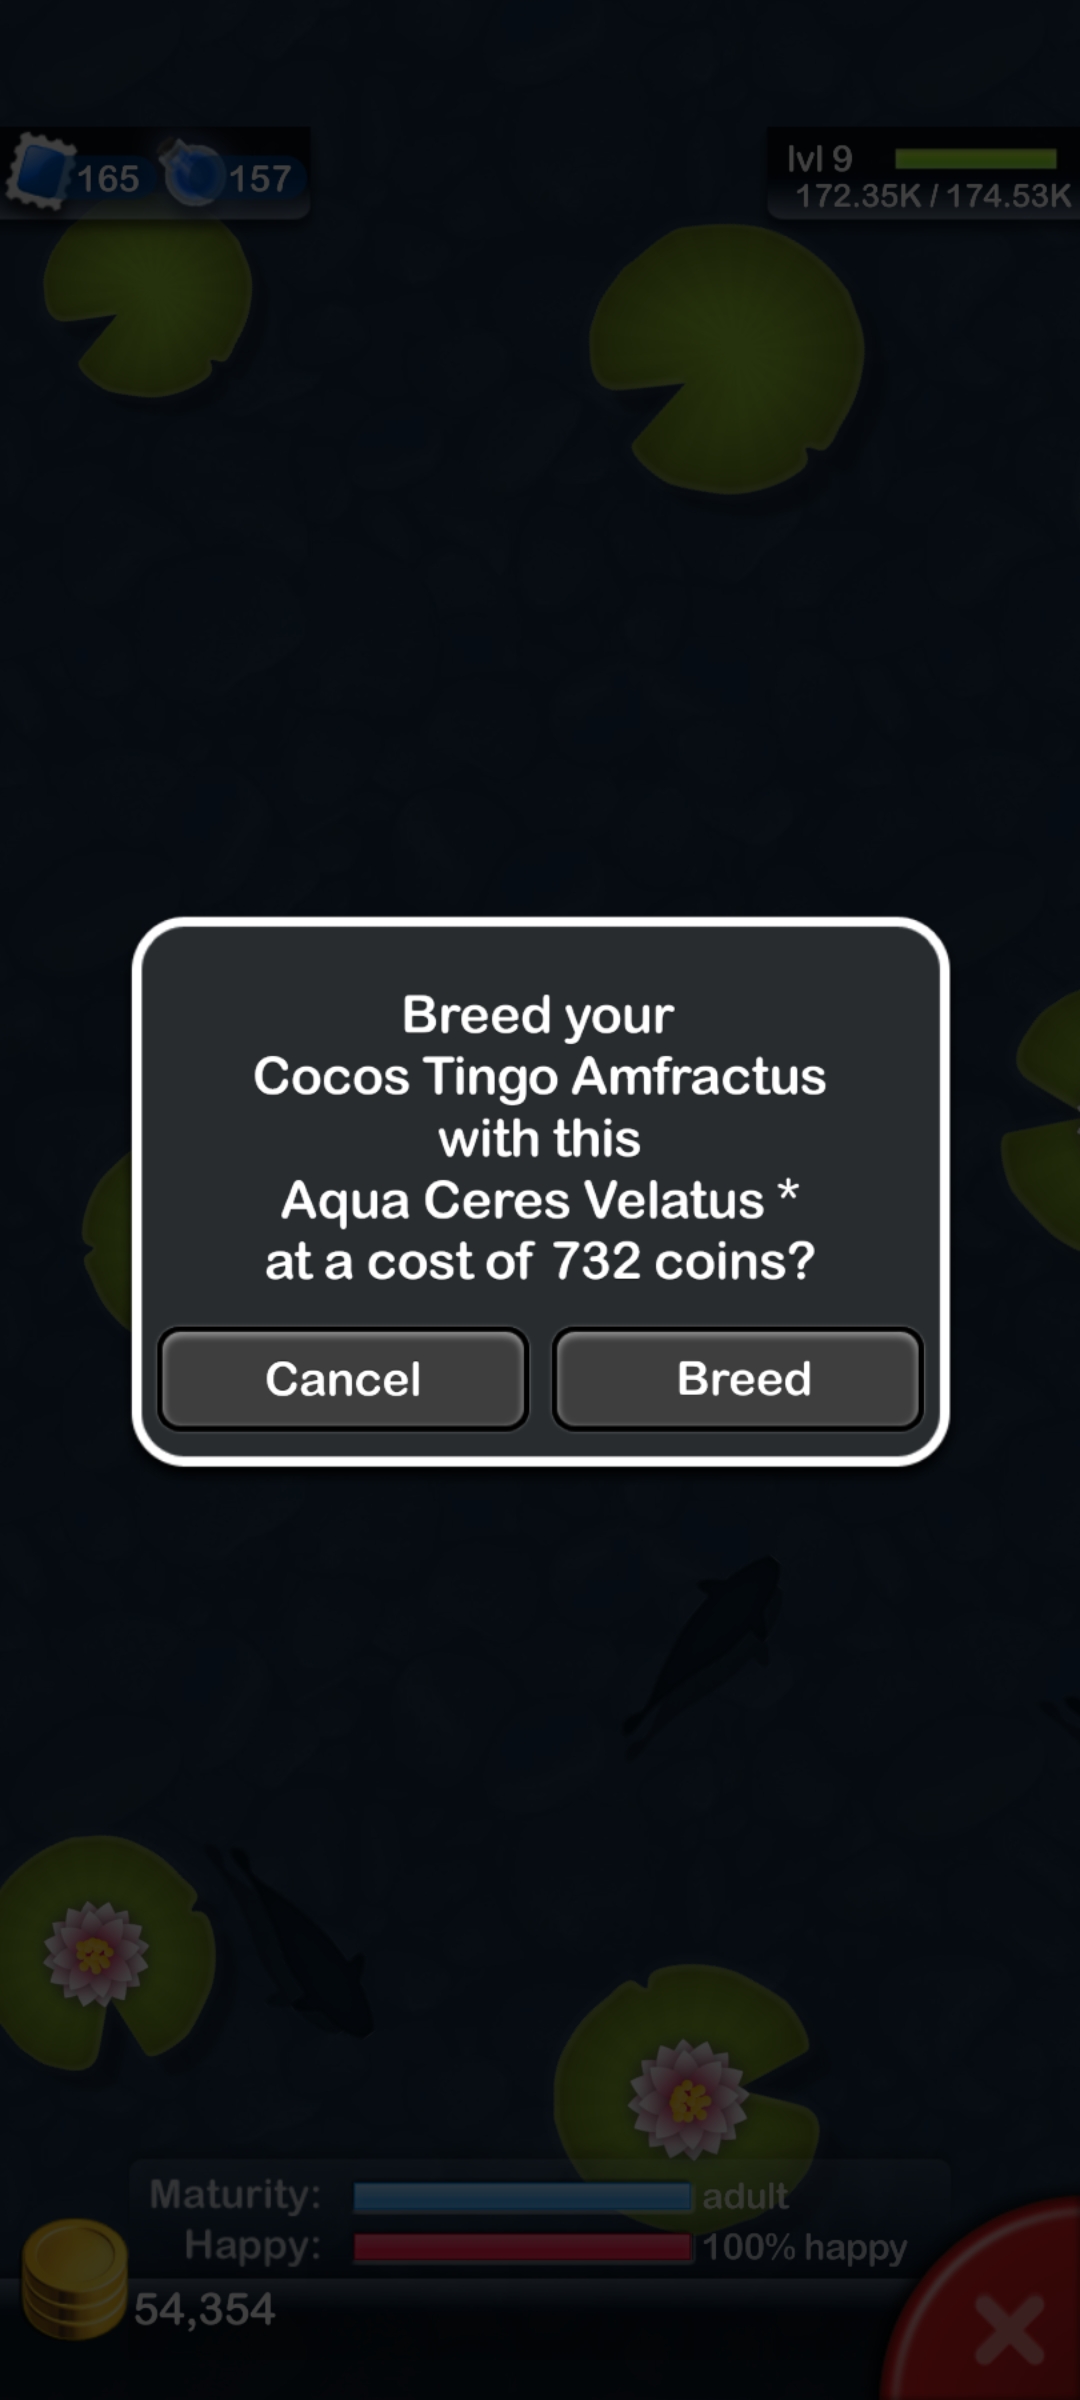 165 157
lvl 9
172.35K / 174.53K
Breed your
Cocos Tingo Amfractus
with this
Aqua Ceres Velatus *
at a cost of 732 coins?
Cancel Breed
Maturity: adult
Happy: 100% happy
54,354